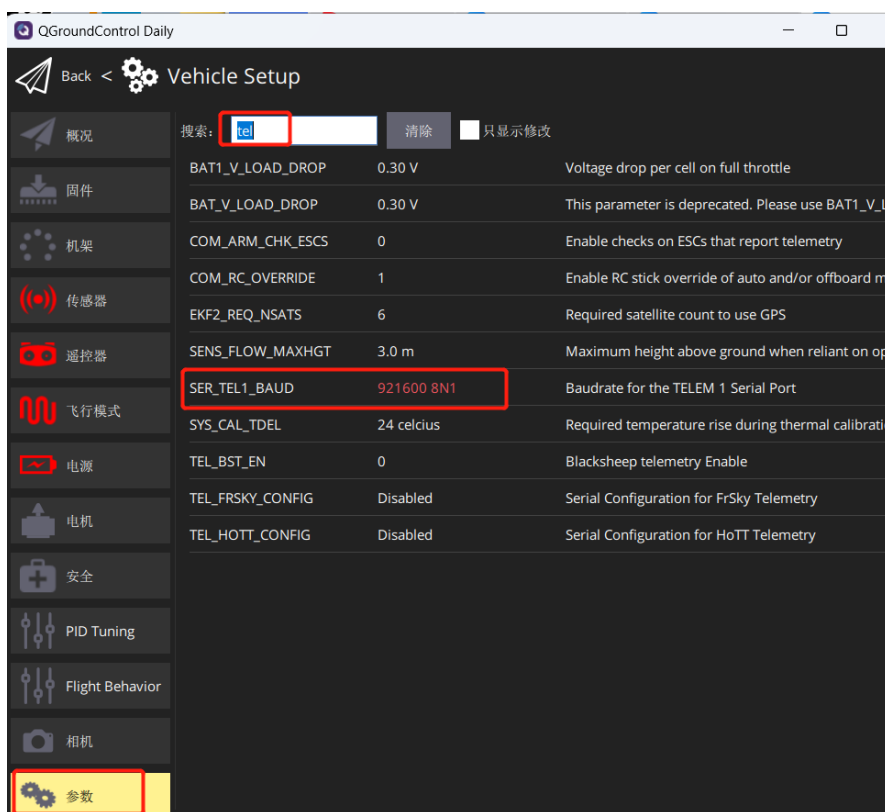 QGroundControl Daily
Back < Vehicle Setup
概况
固件
机架
传感器
遥控器
飞行模式
电源
电机
安全
PID Tuning
Flight Behavior
相机
参数
搜索： tel 清除 只显示修改
BAT1_V_LOAD_DROP 0.30 V Voltage drop per cell on full throttle
BAT_V_LOAD_DROP 0.30 V This parameter is deprecated. Please use BAT1_V_L
COM_ARM_CHK_ESCS 0 Enable checks on ESCs that report telemetry
COM_RC_OVERRIDE 1 Enable RC stick override of auto and/or offboard m
EKF2_REQ_NSATS 6 Required satellite count to use GPS
SENS_FLOW_MAXHGT 3.0 m Maximum height above ground when reliant on op
SER_TEL1_BAUD 921600 8N1 Baudrate for the TELEM 1 Serial Port
SYS_CAL_TDEL 24 celcius Required temperature rise during thermal calibrati
TEL_BST_EN 0 Blacksheep telemetry Enable
TEL_FRSKY_CONFIG Disabled Serial Configuration for FrSky Telemetry
TEL_HOTT_CONFIG Disabled Serial Configuration for HoTT Telemetry